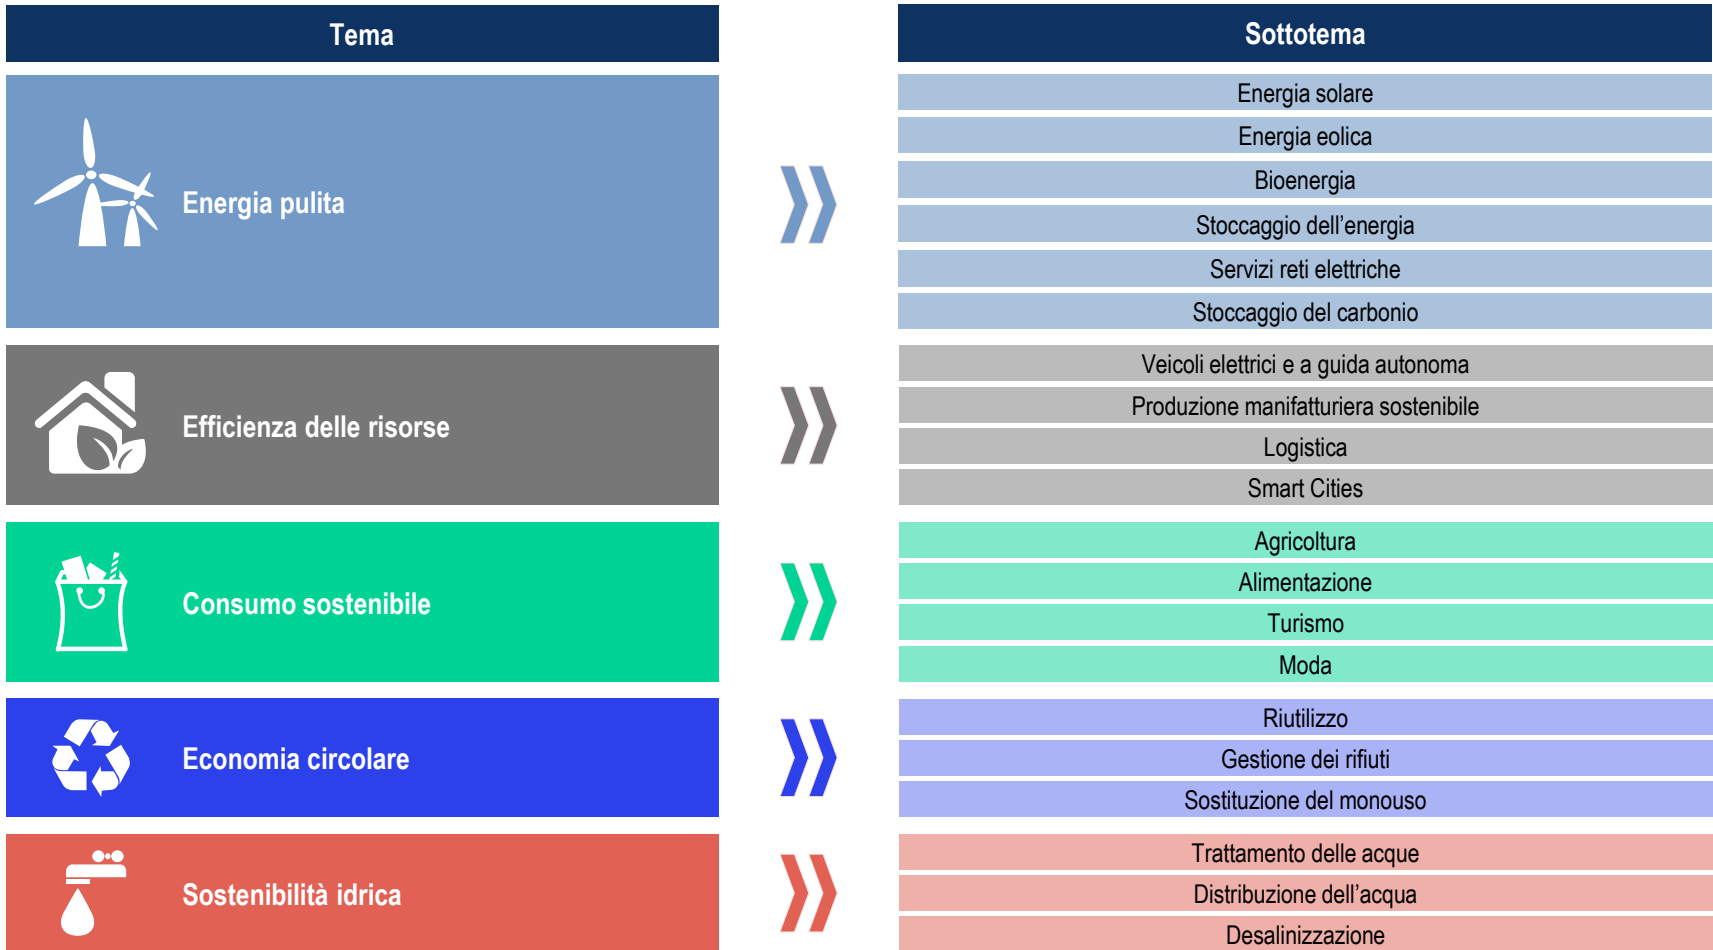 Tema
Sottotema
Energia pulita
Energia solare
Energia eolica
Bioenergia
Stoccaggio dell’energia
Servizi reti elettriche
Stoccaggio del carbonio
Efficienza delle risorse
Veicoli elettrici e a guida autonoma
Produzione manifatturiera sostenibile
Logistica
Smart Cities
Consumo sostenibile
Agricoltura
Alimentazione
Turismo
Moda
Economia circolare
Riutilizzo
Gestione dei rifiuti
Sostituzione del monouso
Sostenibilità idrica
Trattamento delle acque
Distribuzione dell’acqua
Desalinizzazione